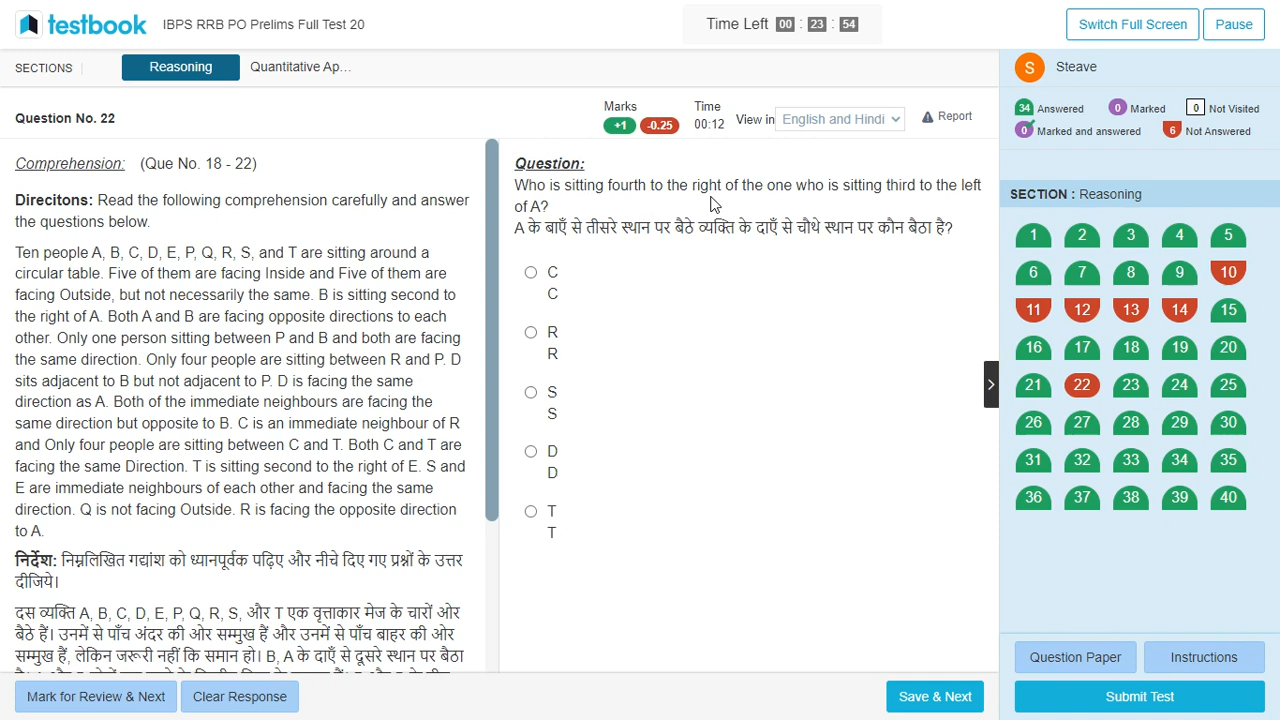 testbook IBPS RRB PO Prelims Full Test 20 Time Left 00 : 23 : 54 Switch Full Screen Pause
SECTIONS Reasoning Quantitative Ap... S Steave
Question No. 22 Marks +1 -0.25 Time 00:12 View in English and Hindi Report
34 Answered 0 Marked 0 Not Visited
0 Marked and answered 6 Not Answered
Comprehension: (Que No. 18 - 22)
Direcitons: Read the following comprehension carefully and answer
the questions below.
Ten people A, B, C, D, E, P, Q, R, S, and T are sitting around a
circular table. Five of them are facing Inside and Five of them are
facing Outside, but not necessarily the same. B is sitting second to
the right of A. Both A and B are facing opposite directions to each
other. Only one person sitting between P and B and both are facing
the same direction. Only four people are sitting between R and P. D
sits adjacent to B but not adjacent to P. D is facing the same
direction as A. Both of the immediate neighbours are facing the
same direction but opposite to B. C is an immediate neighbour of R
and Only four people are sitting between C and T. Both C and T are
facing the same Direction. T is sitting second to the right of E. S and
E are immediate neighbours of each other and facing the same
direction. Q is not facing Outside. R is facing the opposite direction
to A.
निर्देश: निम्नलिखित गद्यांश को ध्यानपूर्वक पढ़िए और नीचे दिए गए प्रश्नों के उत्तर
दीजिये।
दस व्यक्ति A, B, C, D, E, P, Q, R, S, और T एक वृत्ताकार मेज के चारों ओर
बैठे हैं। उनमें से पाँच अंदर की ओर सम्मुख हैं और उनमें से पाँच बाहर की ओर
सम्मुख हैं, लेकिन जरूरी नहीं कि समान हो। B, A के दाएँ से दूसरे स्थान पर बैठा
Question:
Who is sitting fourth to the right of the one who is sitting third to the left
of A?
A के बाएँ से तीसरे स्थान पर बैठे व्यक्ति के दाएँ से चौथे स्थान पर कौन बैठा है?
C
C
R
R
S
S
D
D
T
T
SECTION : Reasoning
1 2 3 4 5
6 7 8 9 10
11 12 13 14 15
16 17 18 19 20
21 22 23 24 25
26 27 28 29 30
31 32 33 34 35
36 37 38 39 40
Question Paper Instructions
Mark for Review & Next Clear Response Save & Next Submit Test